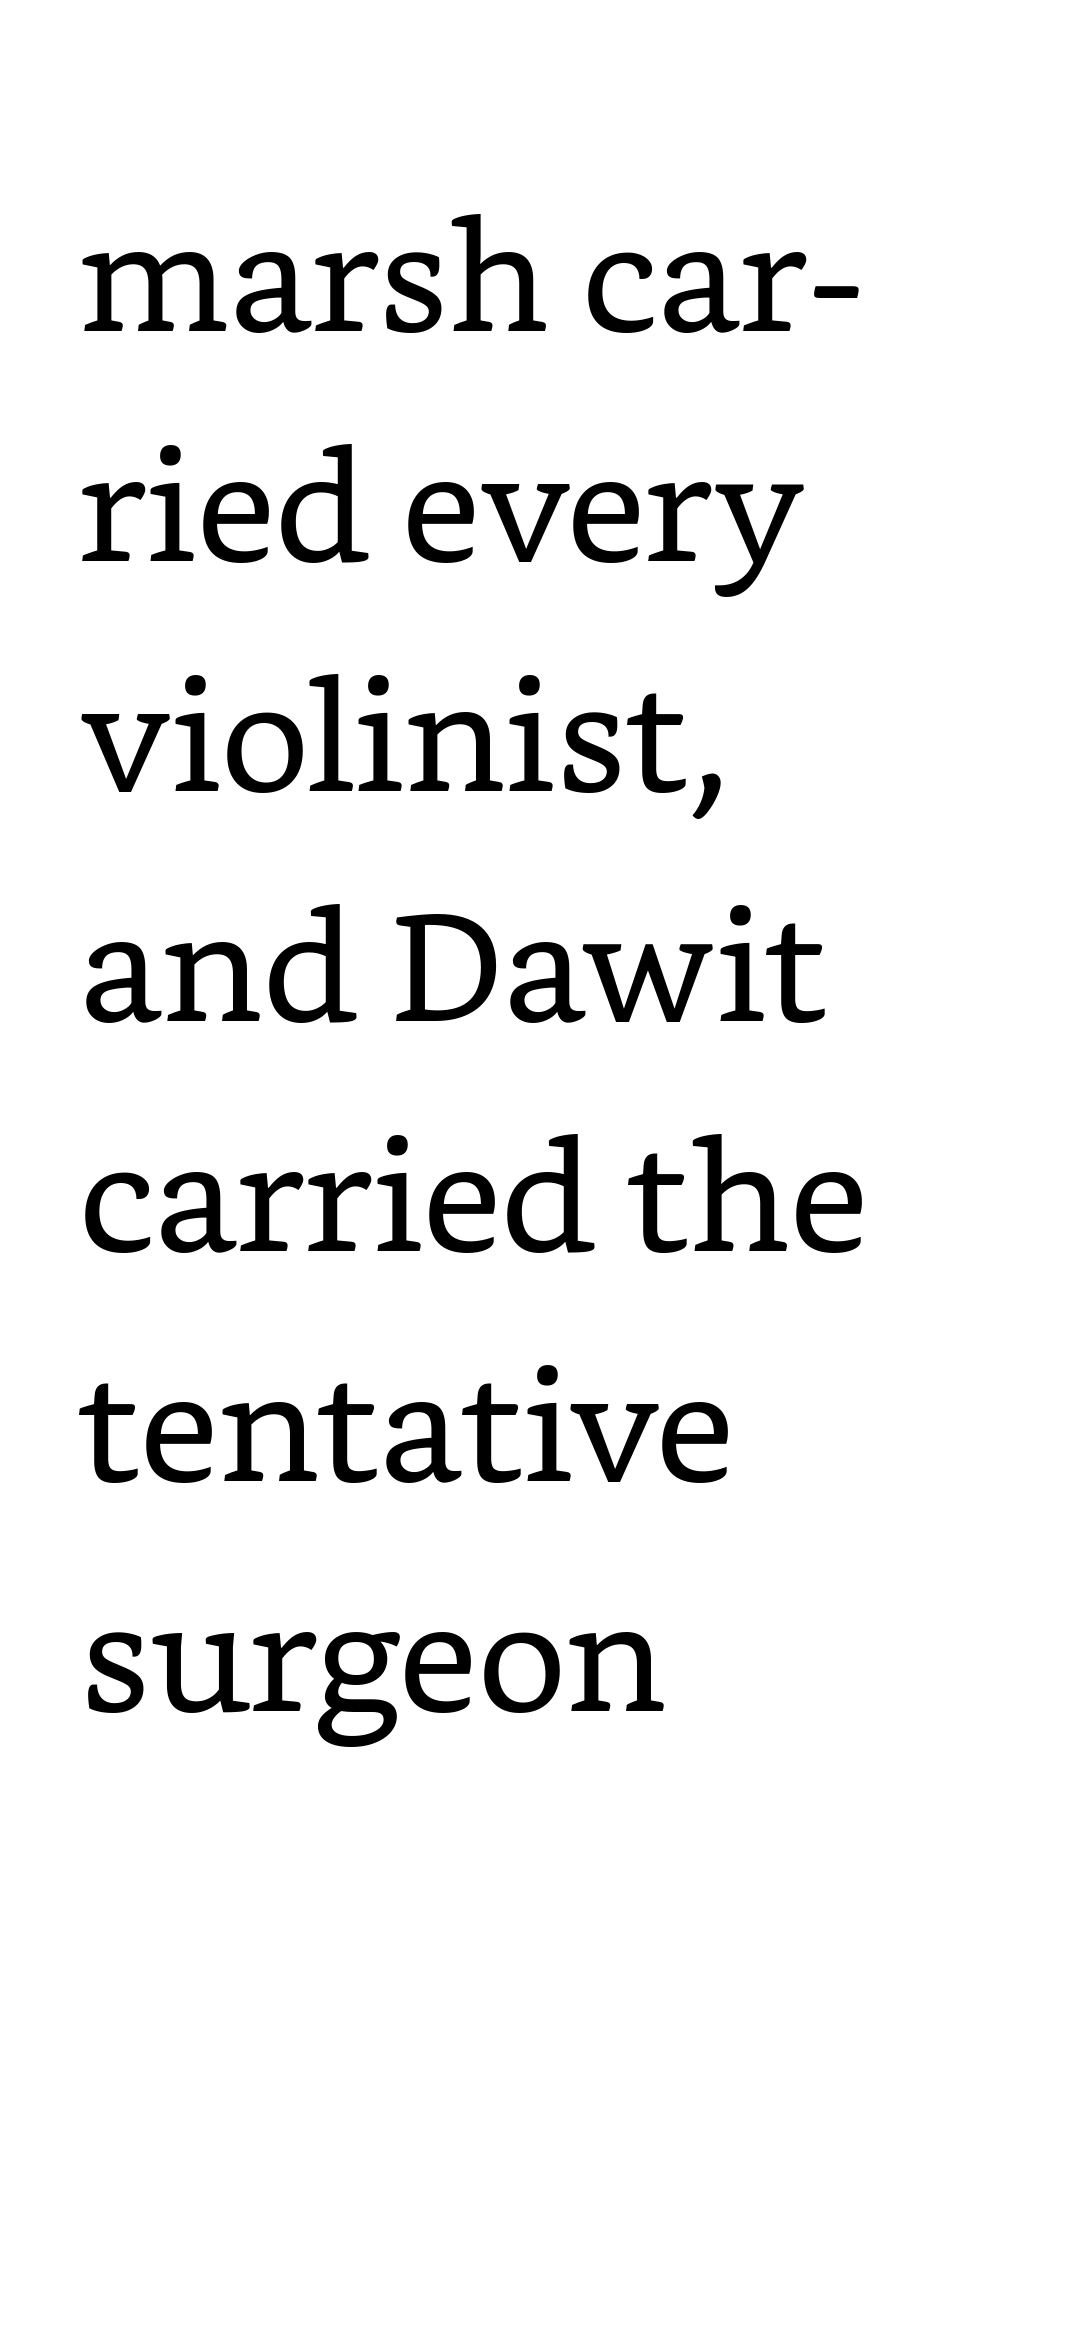 marsh car-
ried every
violinist,
and Dawit
carried the
tentative
surgeon